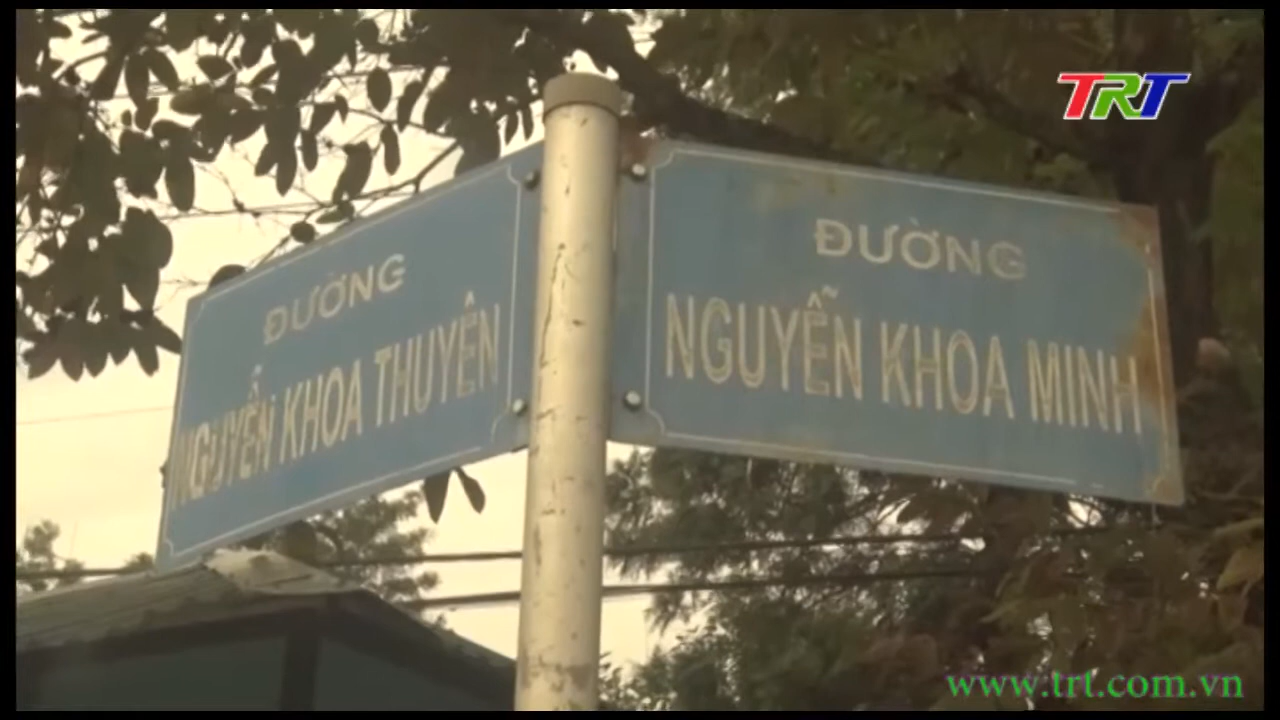 TRT
ĐƯỜNG
NGUYỄN KHOA THUYÊN
ĐƯỜNG
NGUYỄN KHOA MINH
www.trt.com.vn